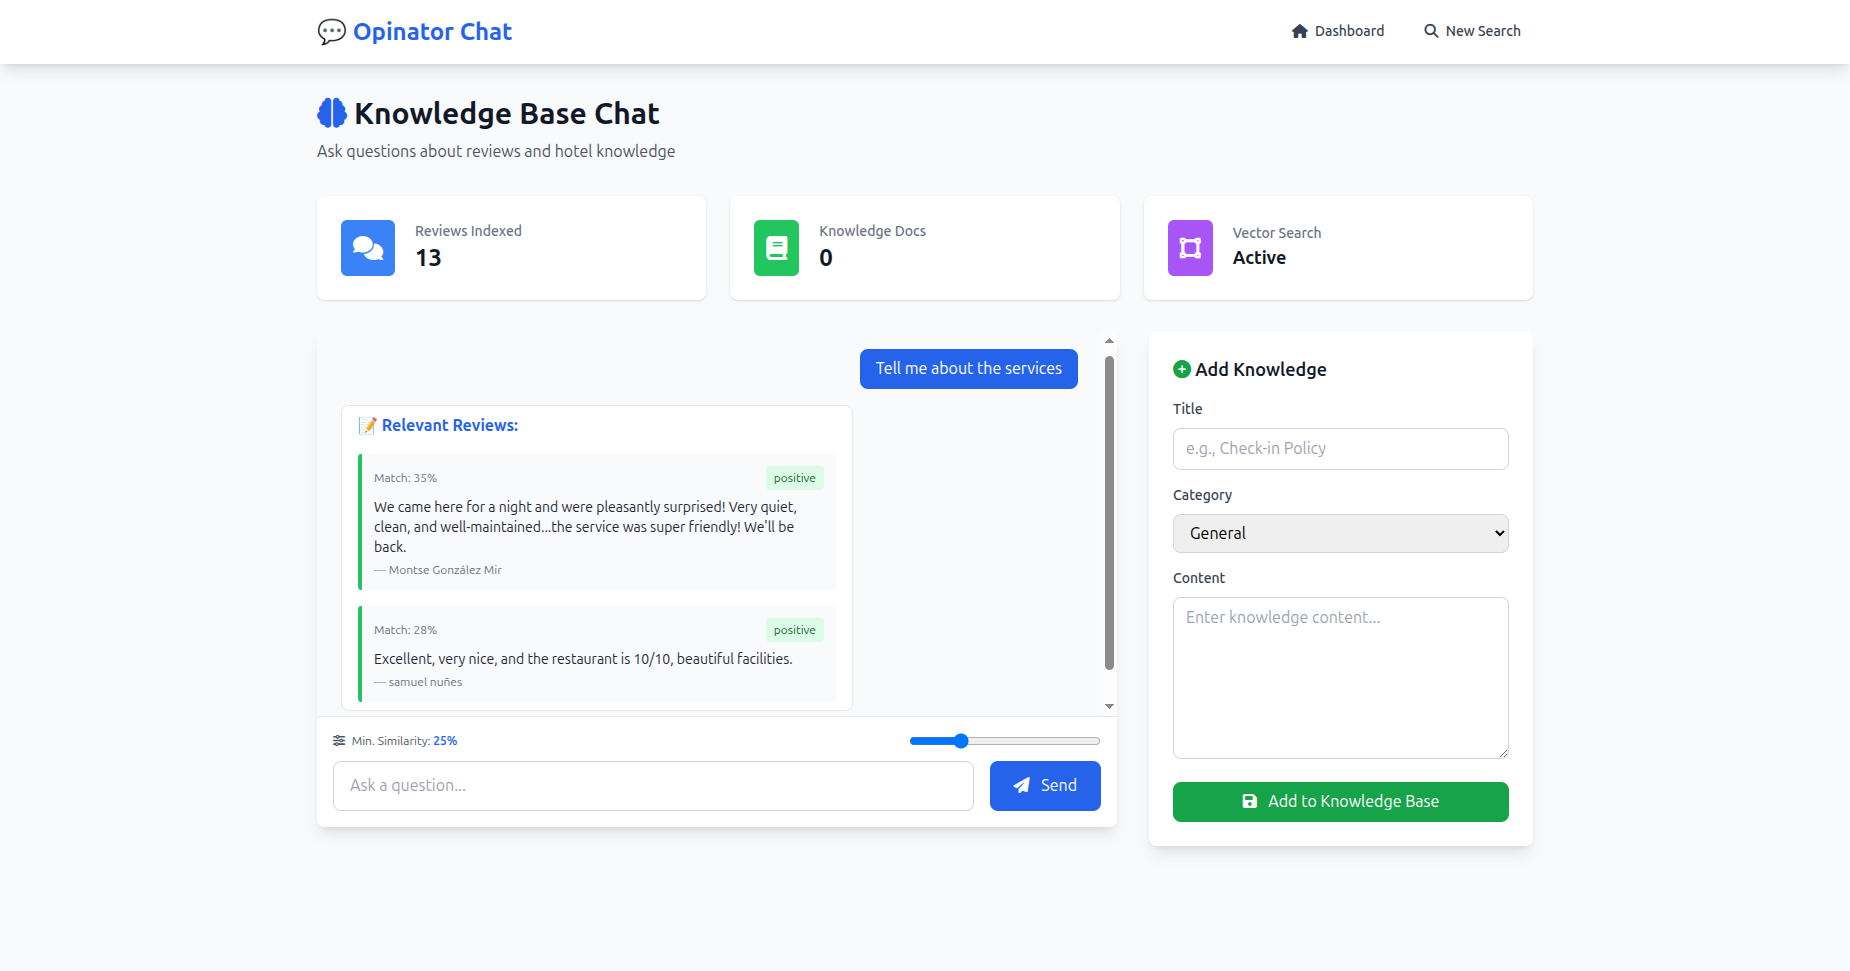 💬 Opinator Chat
Dashboard
New Search
Knowledge Base Chat
Ask questions about reviews and hotel knowledge
Reviews Indexed
13
Knowledge Docs
0
Vector Search
Active
Tell me about the services
📝 Relevant Reviews:
Match: 35%
positive
We came here for a night and were pleasantly surprised! Very quiet,
clean, and well-maintained...the service was super friendly! We'll be
back.
— Montse González Mir
Match: 28%
positive
Excellent, very nice, and the restaurant is 10/10, beautiful facilities.
— samuel nuñes
Min. Similarity: 25%
Ask a question...
Send
Add Knowledge
Title
e.g., Check-in Policy
Category
General
Content
Enter knowledge content...
Add to Knowledge Base